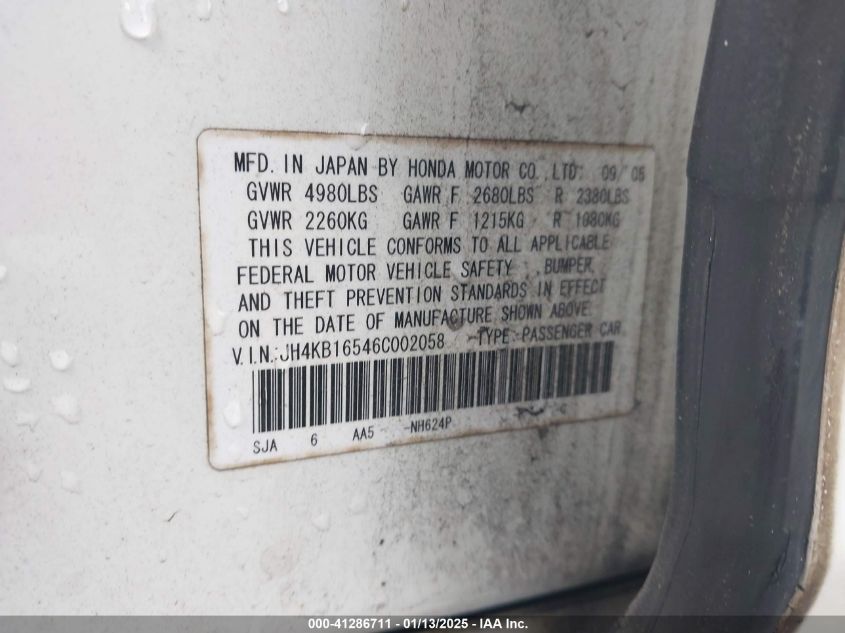 MFD. IN JAPAN BY HONDA MOTOR CO., LTD. 09/05
GVWR 4980LBS GAWR F 2680LBS R 2380LBS
GVWR 2260KG GAWR F 1215KG R 1080KG
THIS VEHICLE CONFORMS TO ALL APPLICABLE
FEDERAL MOTOR VEHICLE SAFETY, BUMPER,
AND THEFT PREVENTION STANDARDS IN EFFECT
ON THE DATE OF MANUFACTURE SHOWN ABOVE.
V.I.N.: JH4KB16546C002058 TYPE: PASSENGER CAR
SJA 6 AA5 -NH624P
000-41286711 - 01/13/2025 - IAA Inc.